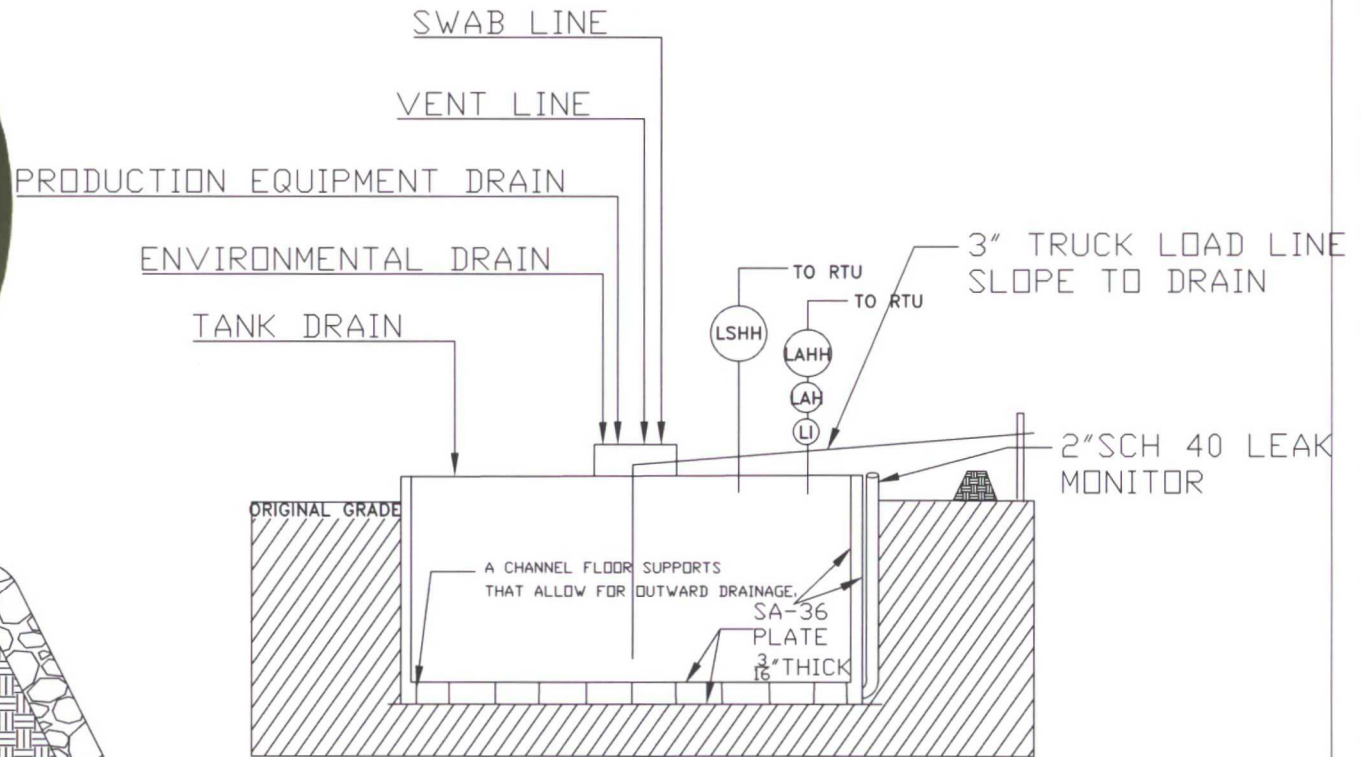 SWAB LINE
VENT LINE
PRODUCTION EQUIPMENT DRAIN
ENVIRONMENTAL DRAIN
TANK DRAIN
TO RTU
TO RTU
3" TRUCK LOAD LINE
SLOPE TO DRAIN
LSHH
LAHH
LAH
LI
2"SCH 40 LEAK
MONITOR
ORIGINAL GRADE
A CHANNEL FLOOR SUPPORTS
THAT ALLOW FOR OUTWARD DRAINAGE.
SA-36
PLATE
3/16"THICK